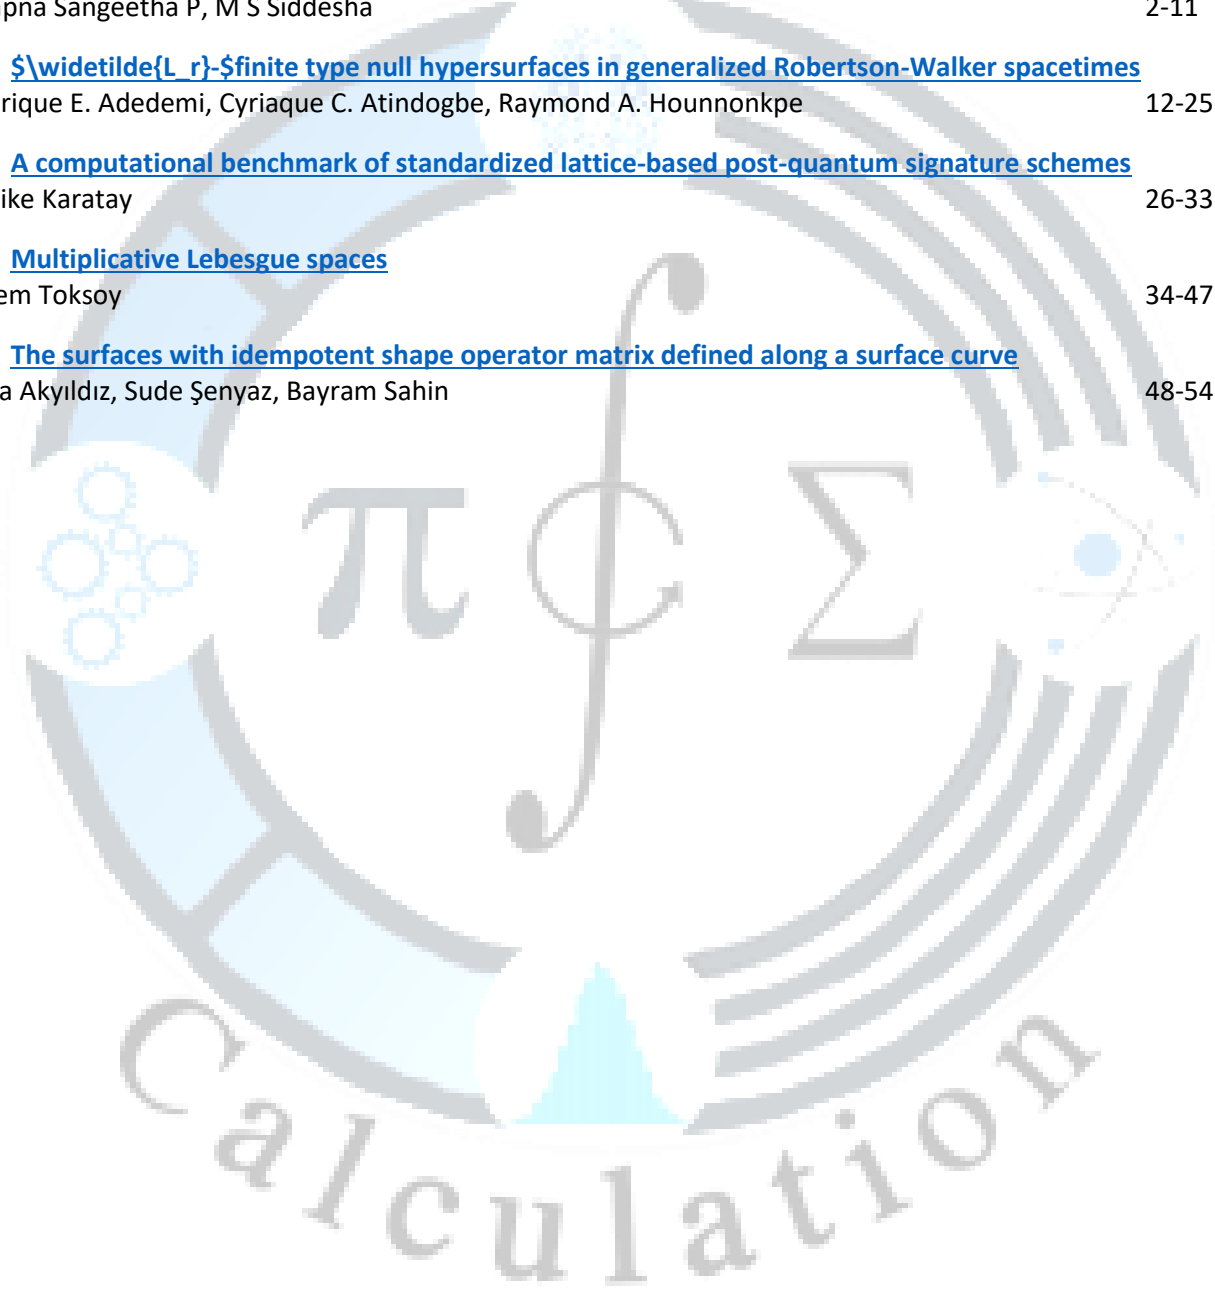 pna Sangeetha P, M S Siddesha 2-11
$\widetilde{L_r}-$finite type null hypersurfaces in generalized Robertson-Walker spacetimes
rique E. Adedemi, Cyriaque C. Atindogbe, Raymond A. Hounnonkpe 12-25
A computational benchmark of standardized lattice-based post-quantum signature schemes
ike Karatay 26-33
Multiplicative Lebesgue spaces
em Toksoy 34-47
The surfaces with idempotent shape operator matrix defined along a surface curve
a Akyıldız, Sude Şenyaz, Bayram Sahin 48-54
π ∮ Σ
Calculation